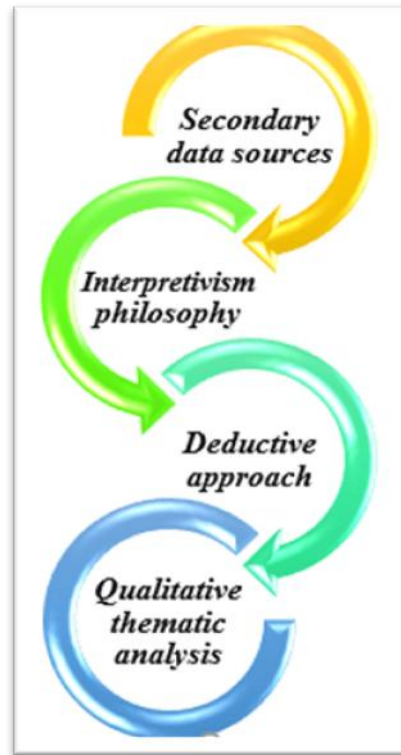 Secondary
data sources
Interpretivism
philosophy
Deductive
approach
Qualitative
thematic
analysis